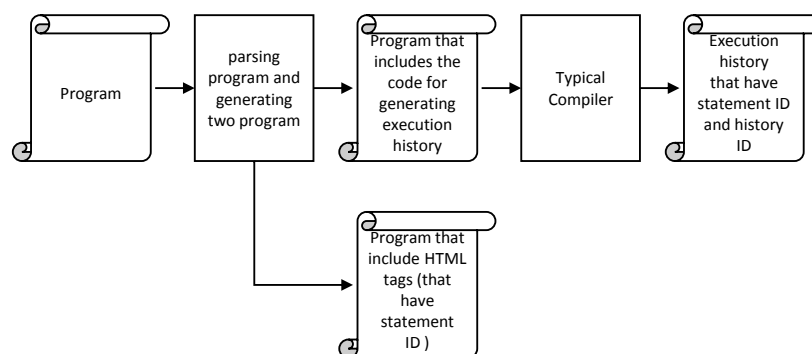 Program
parsing
program and
generating
two program
Program that
includes the
code for
generating
execution
history
Typical
Compiler
Execution
history
that have
statement ID
and history
ID
Program that
include HTML
tags (that
have
statement
ID )